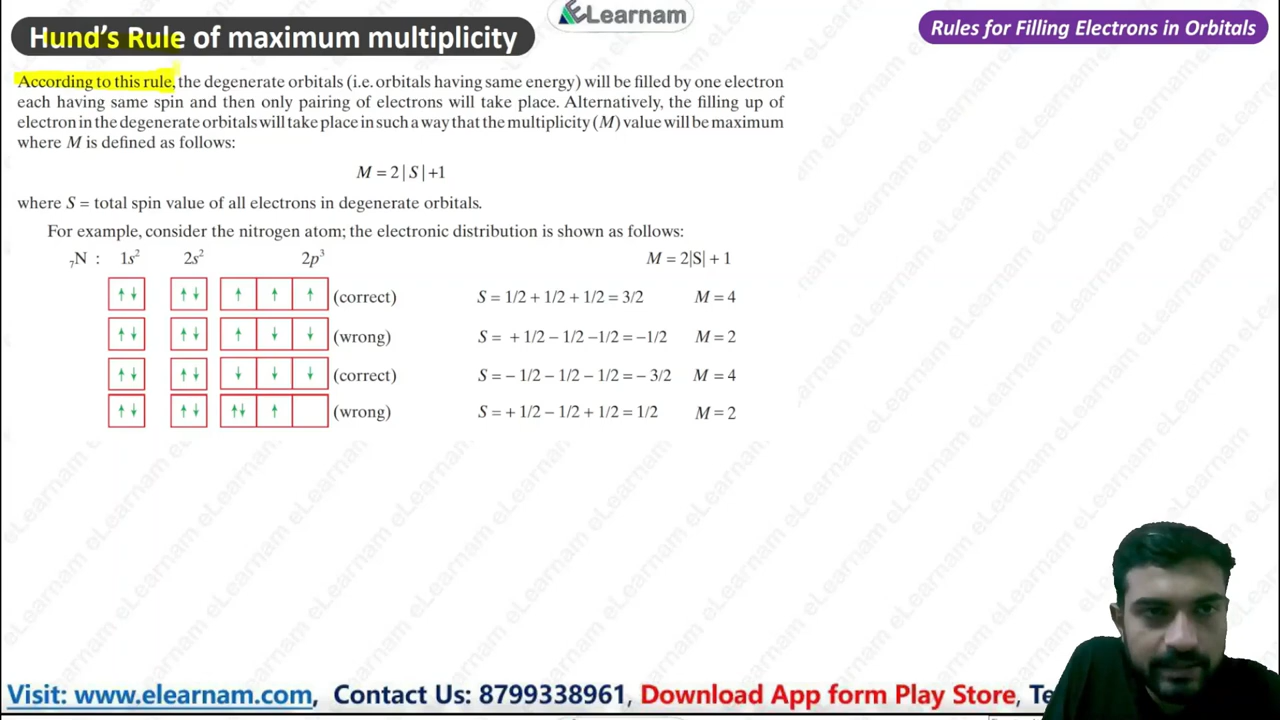 ELearnam
Hund's Rule of maximum multiplicity
Rules for Filling Electrons in Orbitals
According to this rule, the degenerate orbitals (i.e. orbitals having same energy) will be filled by one electron
each having same spin and then only pairing of electrons will take place. Alternatively, the filling up of
electron in the degenerate orbitals will take place in such a way that the multiplicity (M) value will be maximum
where M is defined as follows:
M = 2 | S | +1
where S = total spin value of all electrons in degenerate orbitals.
For example, consider the nitrogen atom; the electronic distribution is shown as follows:
₇N : 1s² 2s² 2p³ M = 2|S| + 1
↑↓ ↑↓ ↑ ↑ ↑ (correct) S = 1/2 + 1/2 + 1/2 = 3/2 M = 4
↑↓ ↑↓ ↑ ↓ ↓ (wrong) S = + 1/2 − 1/2 −1/2 = −1/2 M = 2
↑↓ ↑↓ ↓ ↓ ↓ (correct) S = − 1/2 − 1/2 − 1/2 = − 3/2 M = 4
↑↓ ↑↓ ↑↓ ↑ (wrong) S = + 1/2 − 1/2 + 1/2 = 1/2 M = 2
Visit: www.elearnam.com, Contact Us: 8799338961, Download App form Play Store, Te